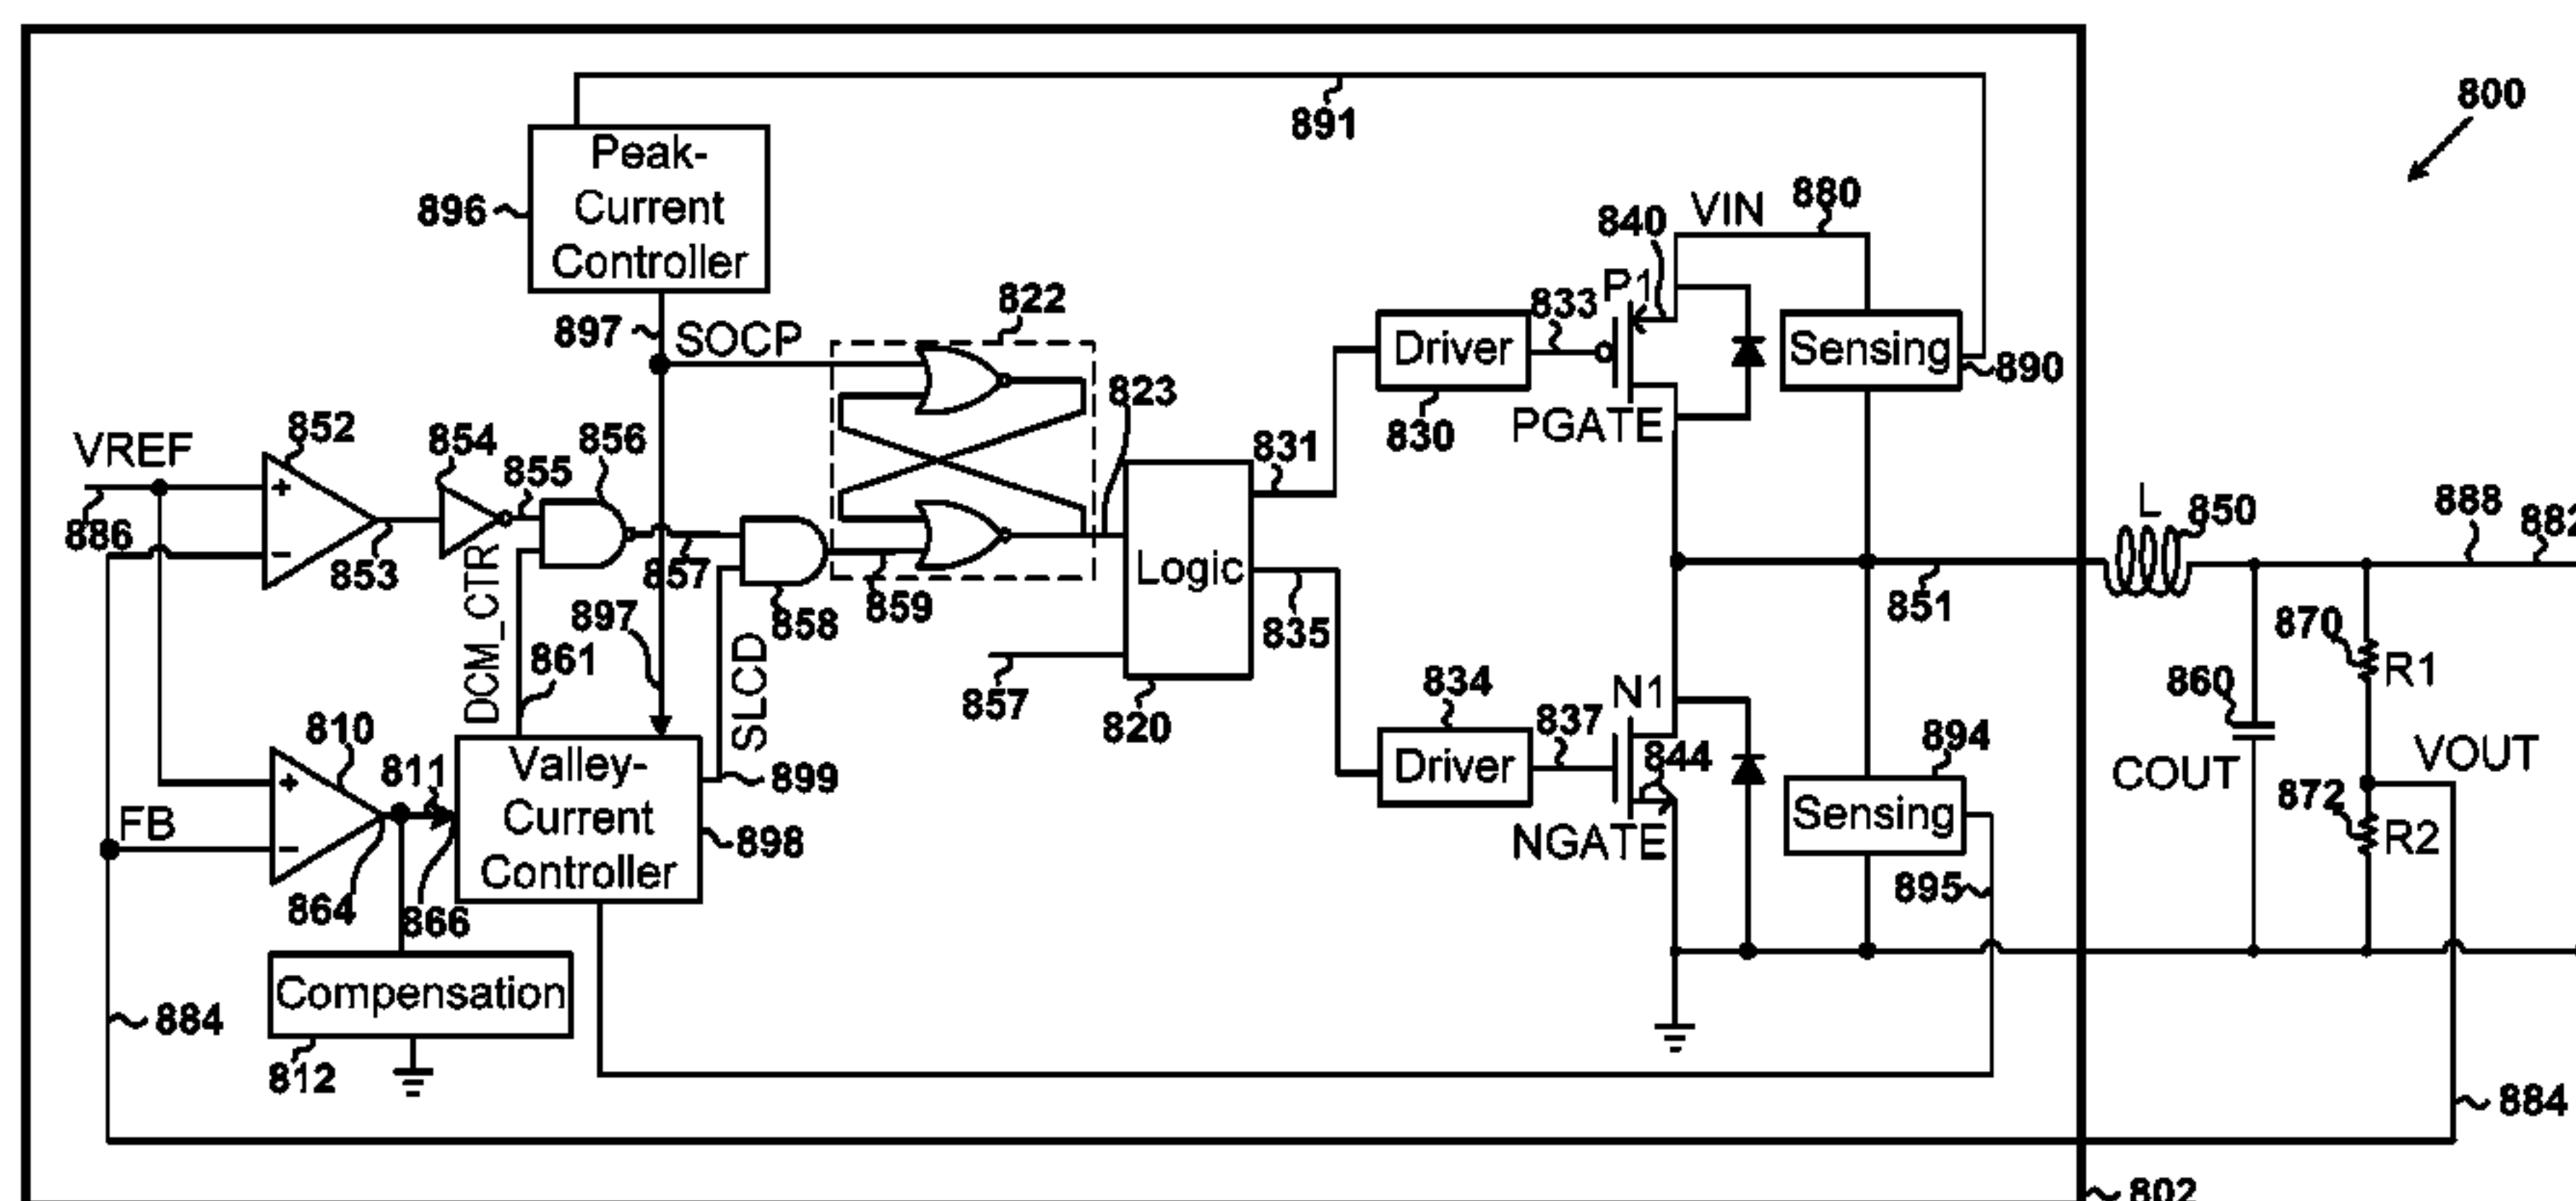 800
891
Peak-
Current
Controller
896
897
SOCP
822
823
VIN
880
840
P1
833
Driver
830
PGATE
Sensing
890
VREF
886
852
853
854
855
856
857
858
859
DCM_CTR
861
897
SLCD
899
831
835
Logic
820
857
851
L
850
888
882
870
R1
860
COUT
VOUT
872
R2
810
811
FB
864
866
Valley-
Current
Controller
898
834
Driver
837
N1
844
NGATE
894
Sensing
895
Compensation
812
884
884
802